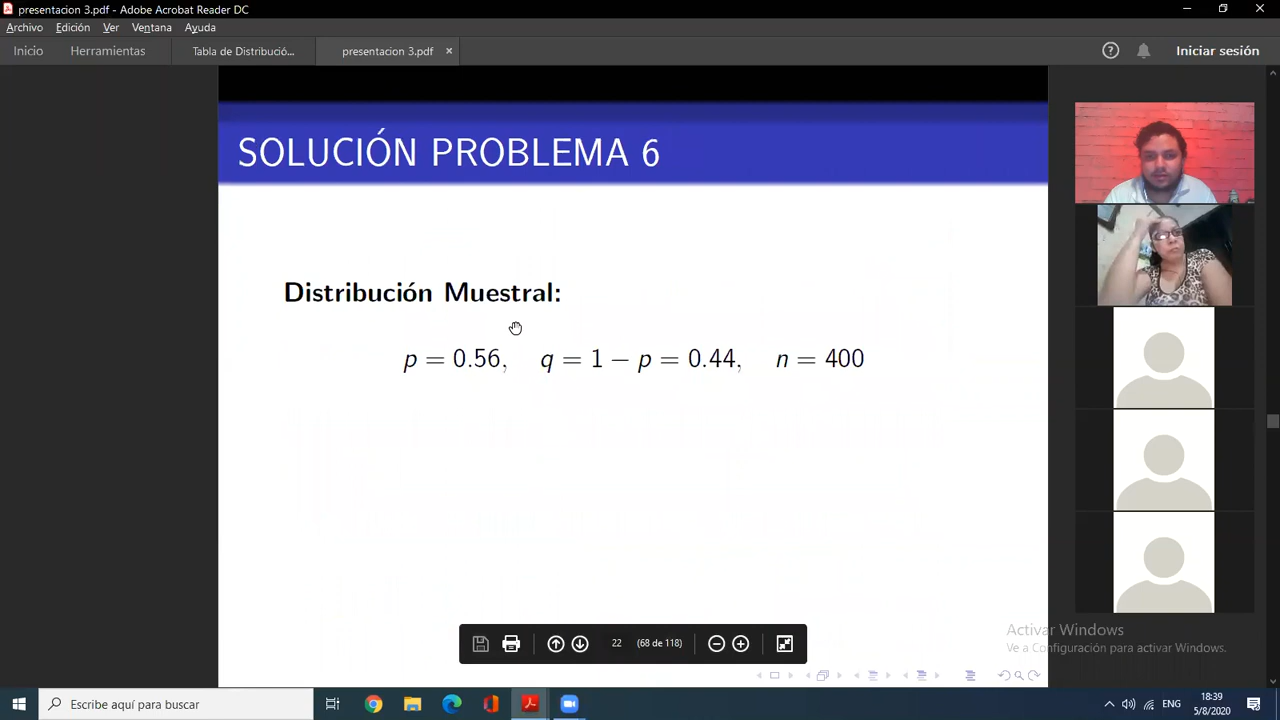 presentacion 3.pdf - Adobe Acrobat Reader DC
Archivo Edición Ver Ventana Ayuda
Inicio Herramientas Tabla de Distribució... presentacion 3.pdf × Iniciar sesión
SOLUCIÓN PROBLEMA 6
Distribución Muestral:
p = 0.56, q = 1 − p = 0.44, n = 400
22 (68 de 118)
Activar Windows
Ve a Configuración para activar Windows.
Escribe aquí para buscar
ENG
18:39
5/8/2020